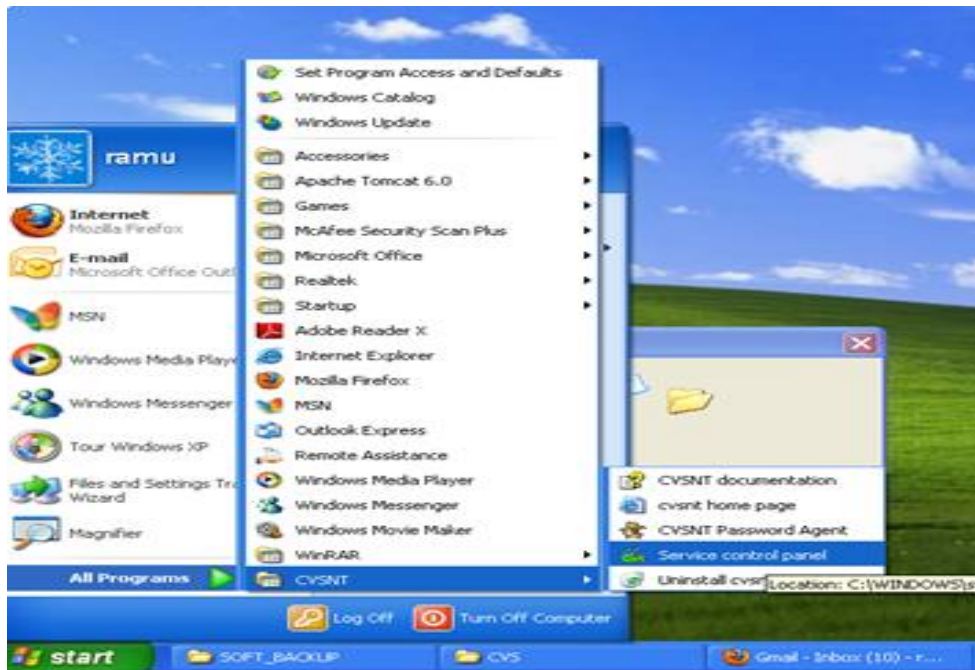 ramu
Internet
Mozilla Firefox
E-mail
Microsoft Office Outl
MSN
Windows Media Playe
Windows Messenger
Tour Windows XP
Files and Settings Tra
Wizard
Magnifier
All Programs
Set Program Access and Defaults
Windows Catalog
Windows Update
Accessories
Apache Tomcat 6.0
Games
McAfee Security Scan Plus
Microsoft Office
Realtek
Startup
Adobe Reader X
Internet Explorer
Mozilla Firefox
MSN
Outlook Express
Remote Assistance
Windows Media Player
Windows Messenger
Windows Movie Maker
WinRAR
CVSNT
CVSNT documentation
cvsnt home page
CVSNT Password Agent
Service control panel
Uninstall cvsn
Location: C:\WINDOWS\s
Log Off
Turn Off Computer
start
SOFT_BACKUP
CVS
Gmail - Inbox (10) - r...